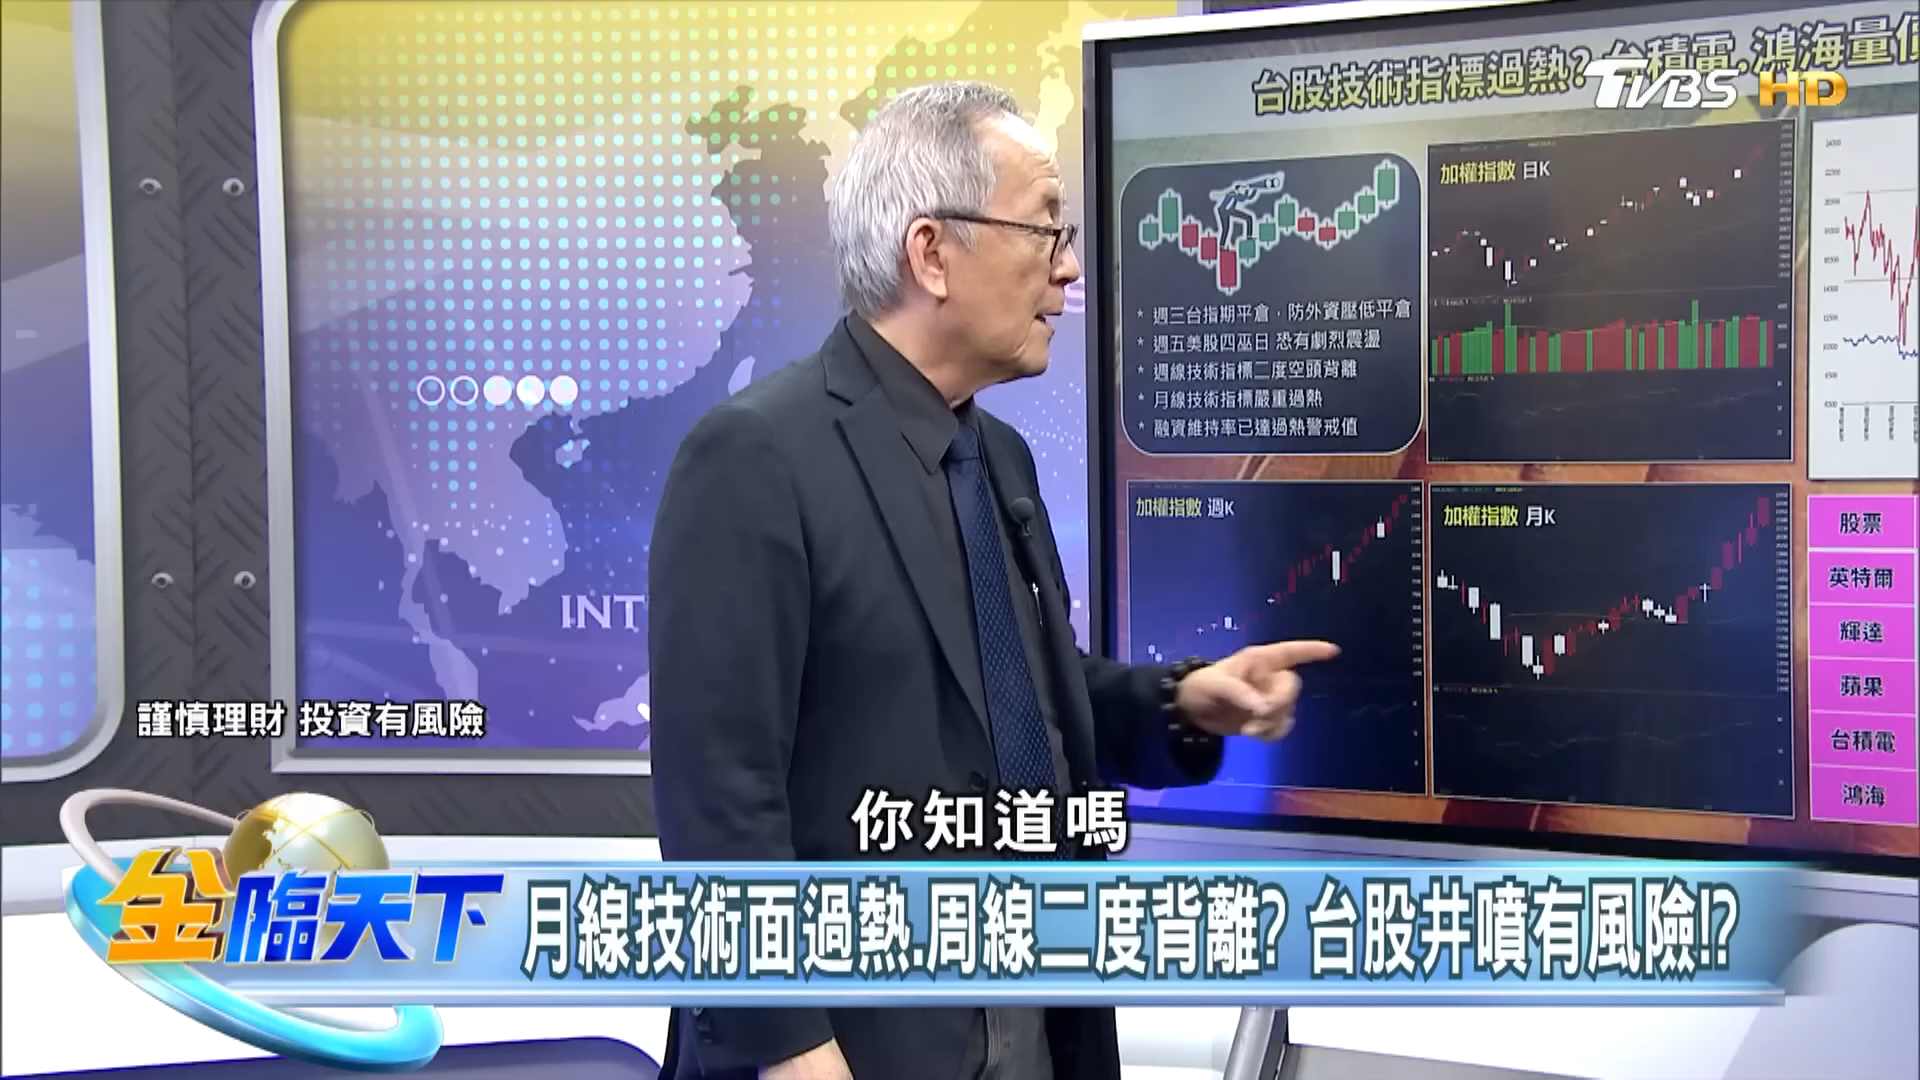 台股技術指標過熱?台積電.鴻海量價
TVBS HD
加權指數 日K
週三台指期平倉，防外資壓低平倉
週五美股四巫日 恐有劇烈震盪
週線技術指標二度空頭背離
月線技術指標嚴重過熱
融資維持率已達過熱警戒值
加權指數 週K
加權指數 月K
股票
英特爾
輝達
蘋果
台積電
鴻海
INT
謹慎理財 投資有風險
你知道嗎
金臨天下
月線技術面過熱.周線二度背離? 台股井噴有風險!?